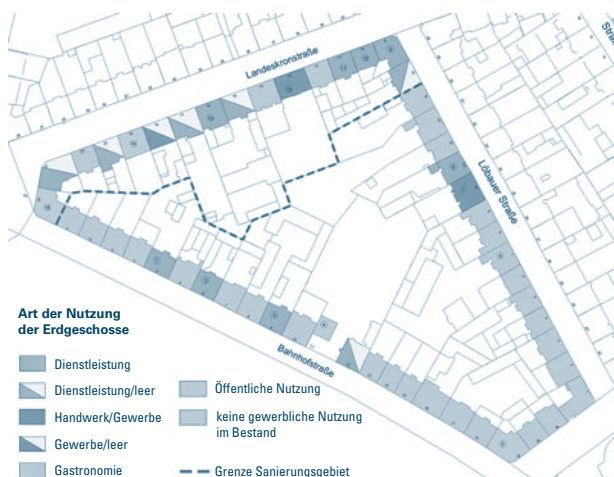 Landeskronstraße
Straß
Löbauer Straße
Bahnhofstraße
Art der Nutzung
der Erdgeschosse
Dienstleistung
Dienstleistung/leer
Handwerk/Gewerbe
Gewerbe/leer
Gastronomie
Öffentliche Nutzung
keine gewerbliche Nutzung
im Bestand
Grenze Sanierungsgebiet